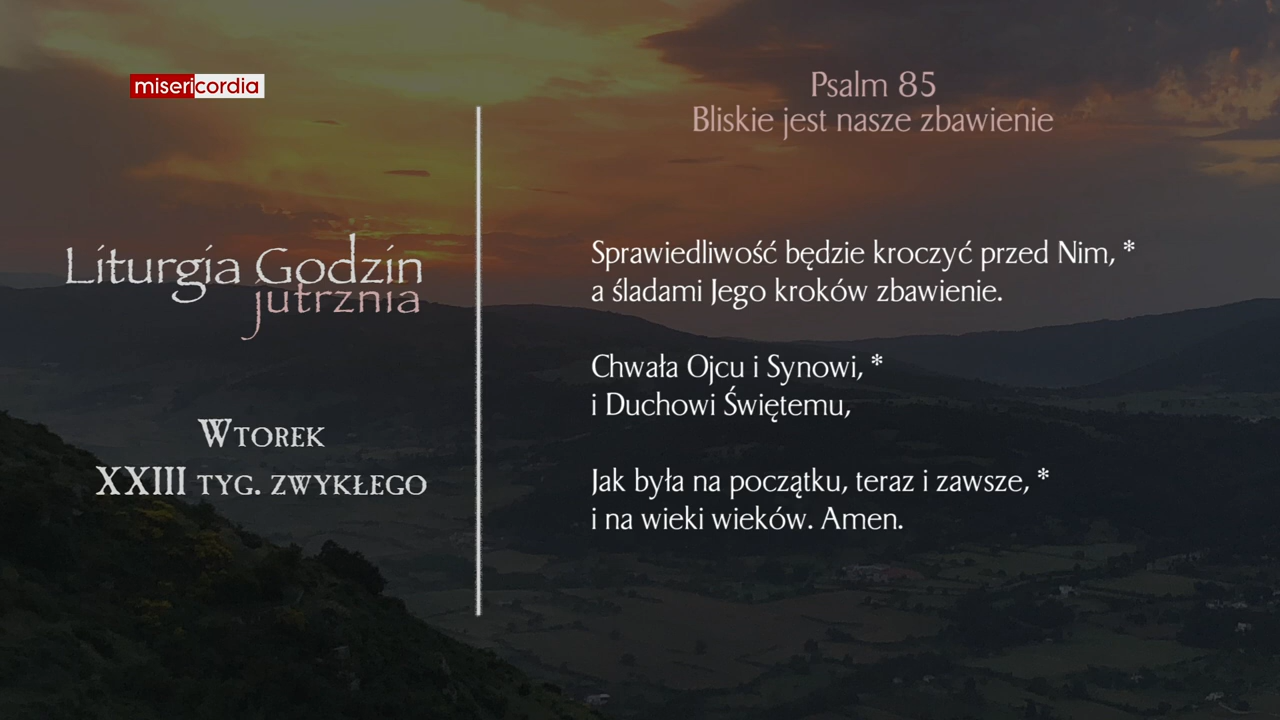 misericordia
Liturgia Godzin
jutrznia
Wtorek
XXIII tyg. zwykłego
Psalm 85
Bliskie jest nasze zbawienie
Sprawiedliwość będzie kroczyć przed Nim, *
a śladami Jego kroków zbawienie.
Chwała Ojcu i Synowi, *
i Duchowi Świętemu,
Jak była na początku, teraz i zawsze, *
i na wieki wieków. Amen.